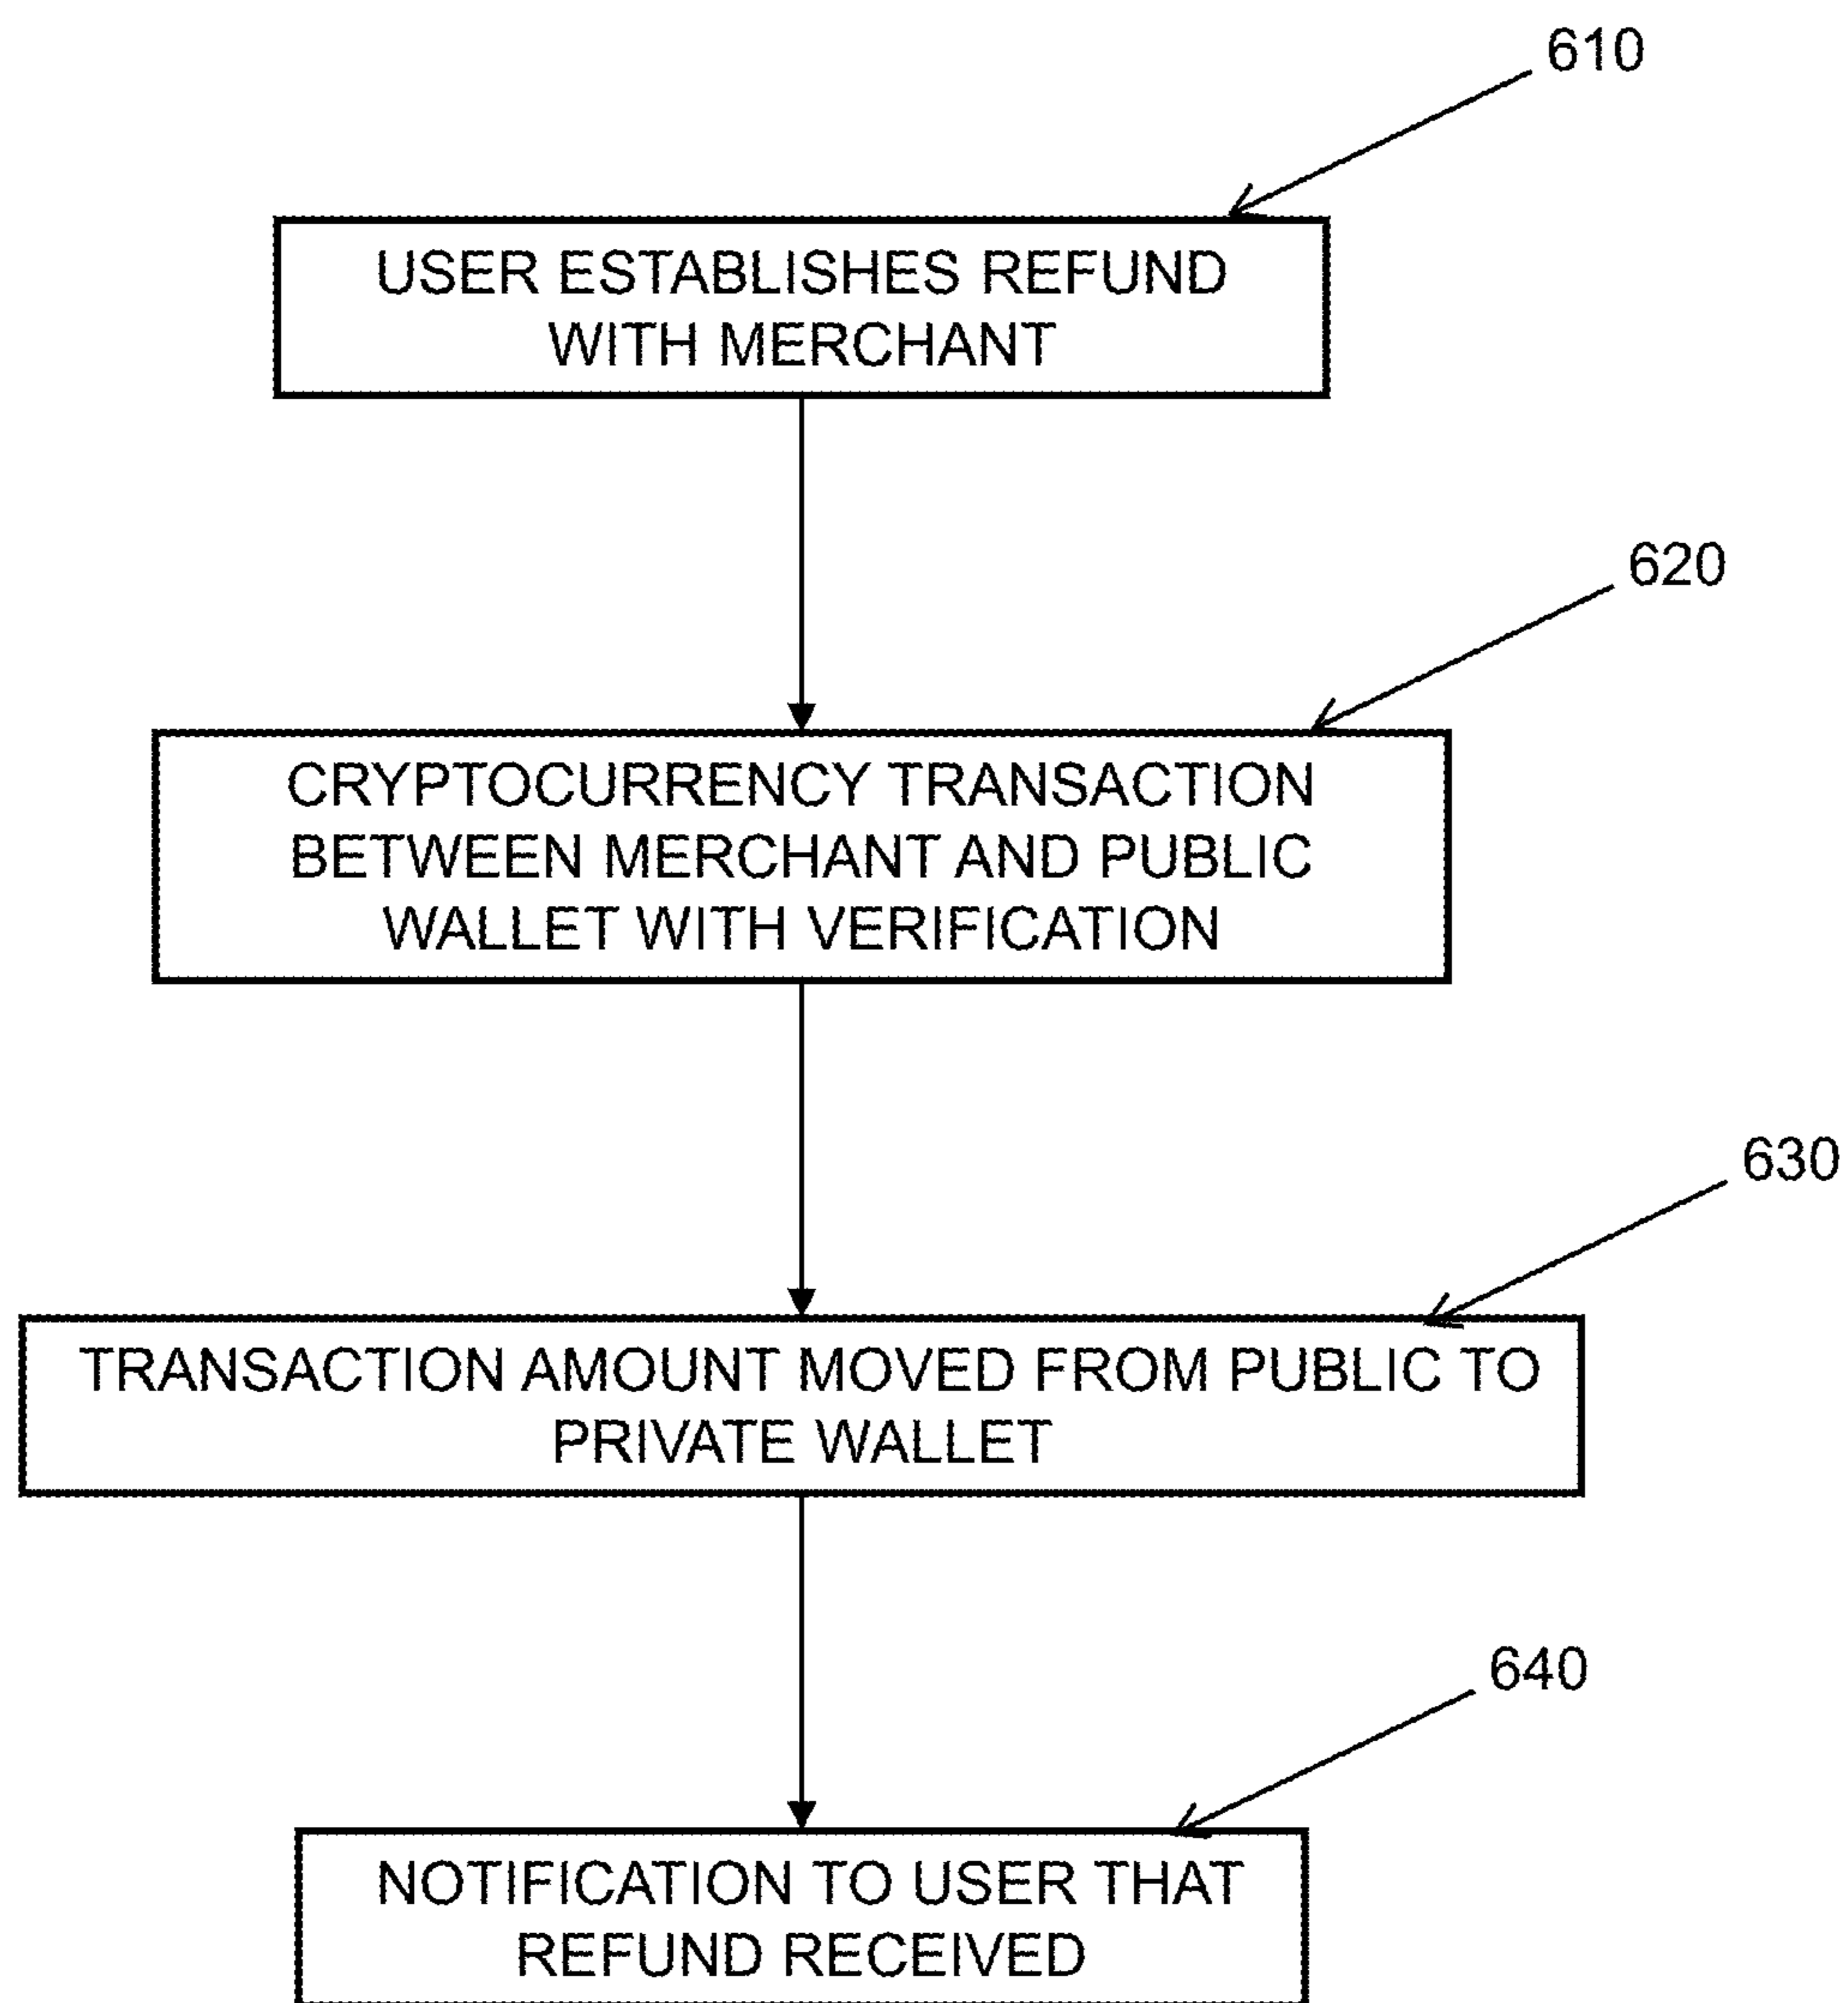 610
USER ESTABLISHES REFUND
WITH MERCHANT
620
CRYPTOCURRENCY TRANSACTION
BETWEEN MERCHANT AND PUBLIC
WALLET WITH VERIFICATION
630
TRANSACTION AMOUNT MOVED FROM PUBLIC TO
PRIVATE WALLET
640
NOTIFICATION TO USER THAT
REFUND RECEIVED